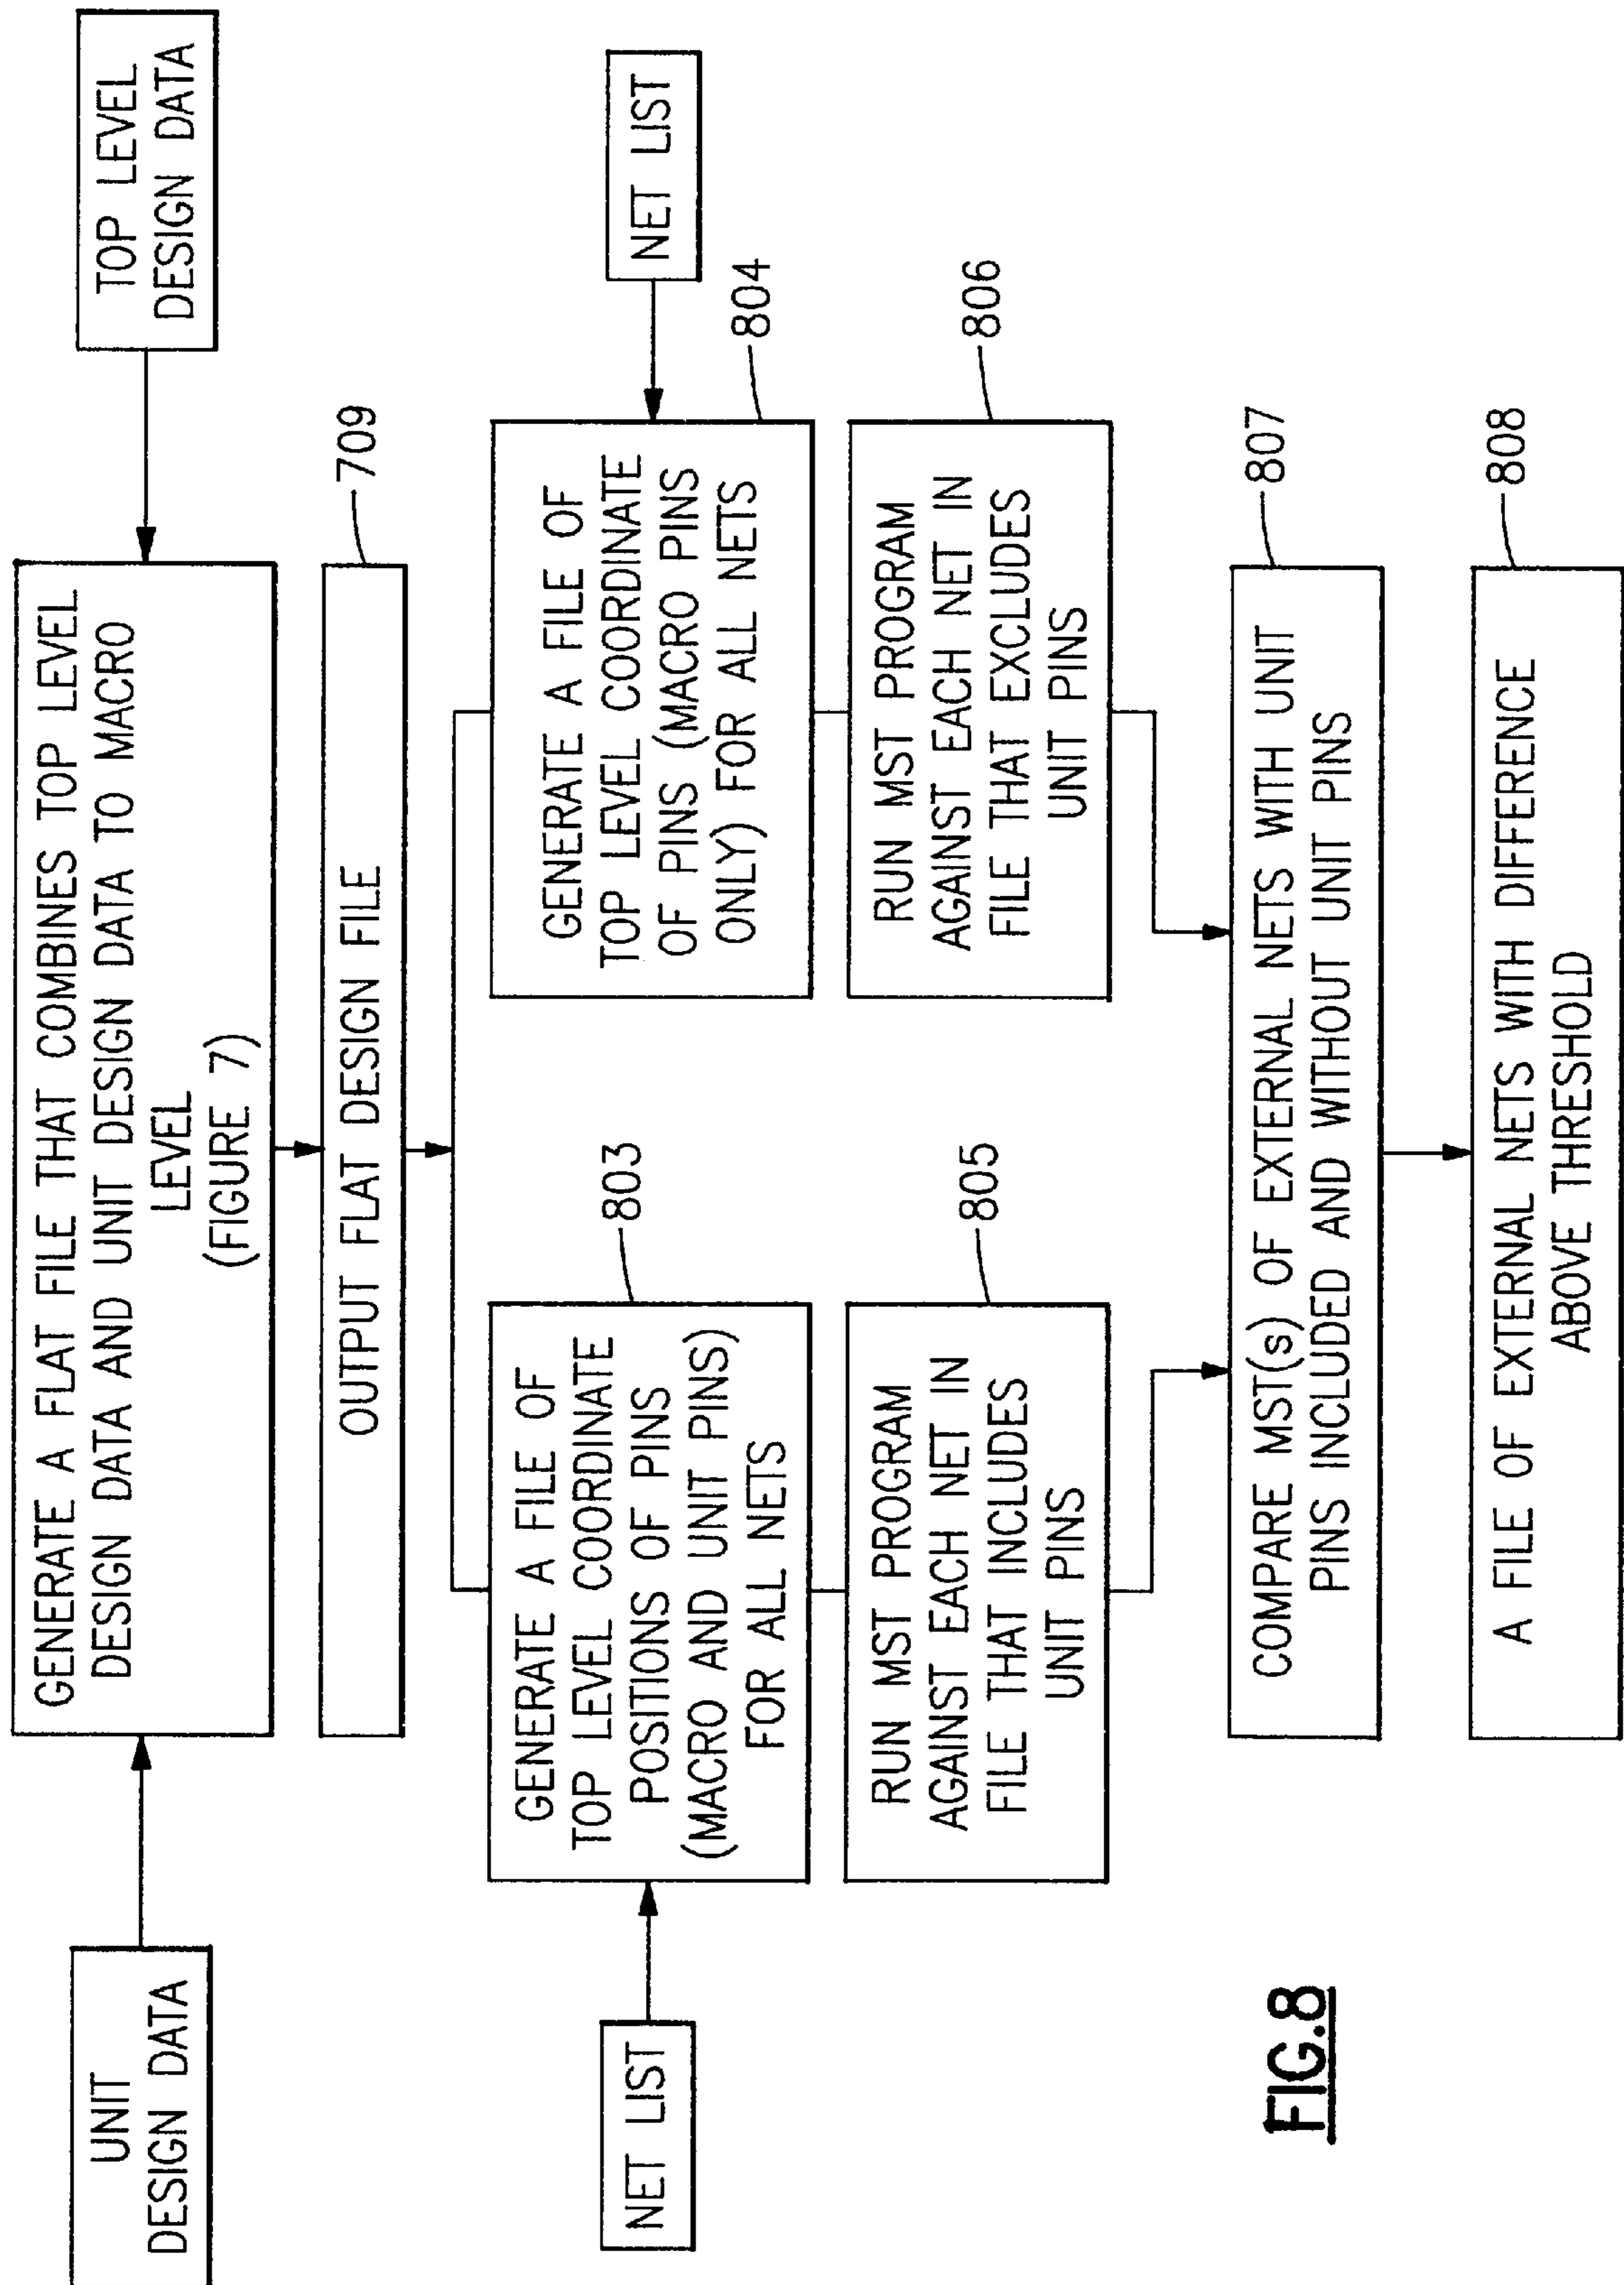 UNIT
DESIGN DATA
GENERATE A FLAT FILE THAT COMBINES TOP LEVEL
DESIGN DATA AND UNIT DESIGN DATA TO MACRO
LEVEL
(FIGURE 7)
TOP LEVEL
DESIGN DATA
OUTPUT FLAT DESIGN FILE
709
NET LIST
GENERATE A FILE OF
TOP LEVEL COORDINATE
POSITIONS OF PINS
(MACRO AND UNIT PINS)
FOR ALL NETS
803
GENERATE A FILE OF
TOP LEVEL COORDINATE
OF PINS (MACRO PINS
ONLY) FOR ALL NETS
804
NET LIST
RUN MST PROGRAM
AGAINST EACH NET IN
FILE THAT INCLUDES
UNIT PINS
805
RUN MST PROGRAM
AGAINST EACH NET IN
FILE THAT EXCLUDES
UNIT PINS
806
COMPARE MST(s) OF EXTERNAL NETS WITH UNIT
PINS INCLUDED AND WITHOUT UNIT PINS
807
A FILE OF EXTERNAL NETS WITH DIFFERENCE
ABOVE THRESHOLD
808
FIG.8